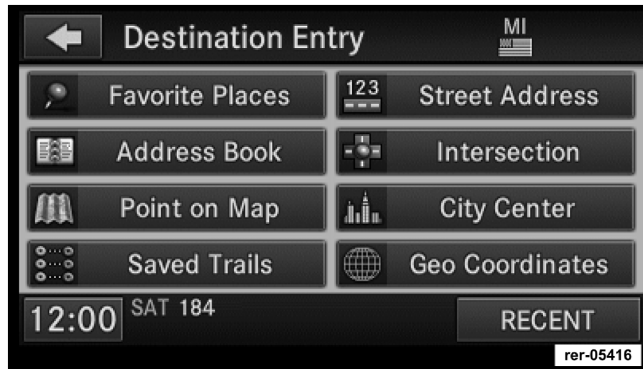 Destination Entry
MI
Favorite Places
123
Street Address
Address Book
Intersection
Point on Map
City Center
Saved Trails
Geo Coordinates
12:00
SAT 184
RECENT
rer-05416